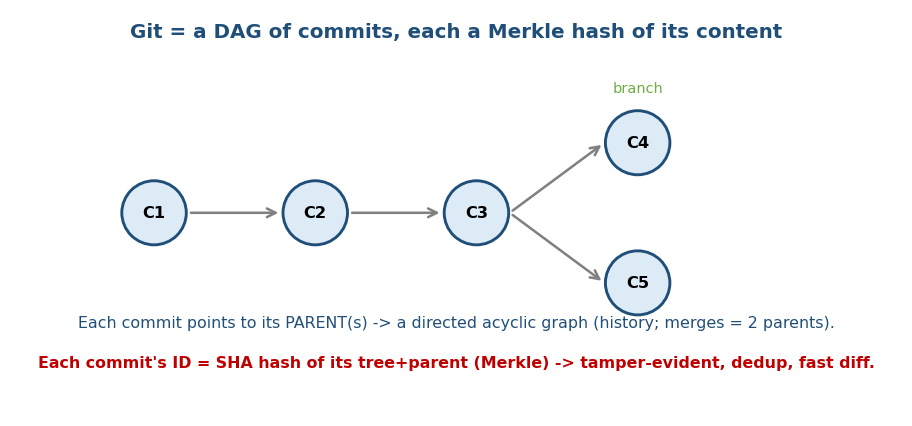 Git = a DAG of commits, each a Merkle hash of its content
branch
C4
C1 C2 C3
C5
Each commit points to its PARENT(s) -> a directed acyclic graph (history; merges = 2 parents).
Each commit's ID = SHA hash of its tree+parent (Merkle) -> tamper-evident, dedup, fast diff.